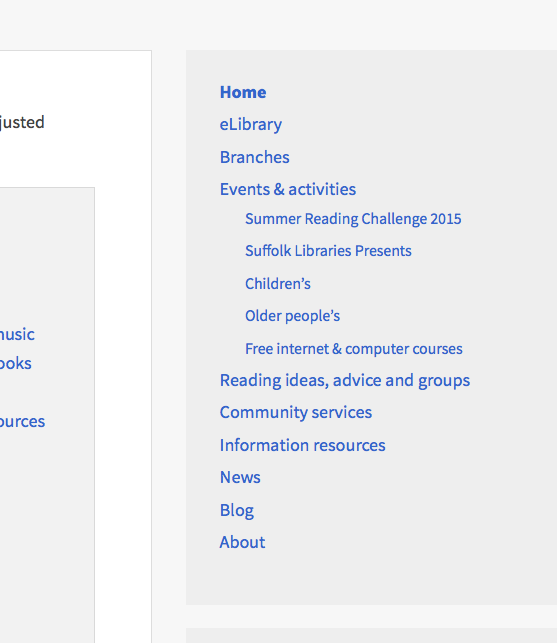 justed
music
ooks
ources
Home
eLibrary
Branches
Events & activities
Summer Reading Challenge 2015
Suffolk Libraries Presents
Children’s
Older people’s
Free internet & computer courses
Reading ideas, advice and groups
Community services
Information resources
News
Blog
About